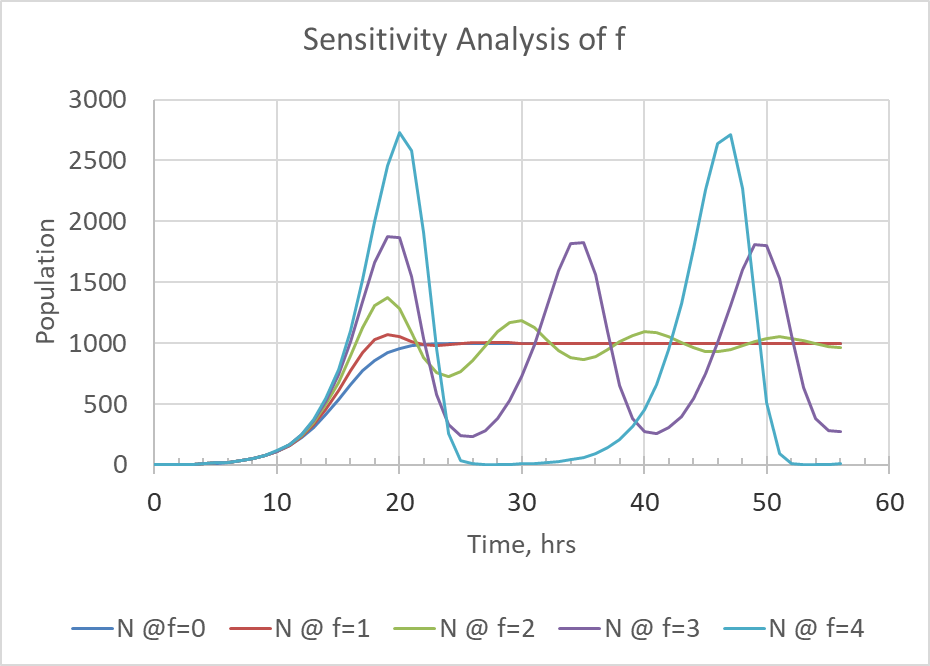 Sensitivity Analysis of f
3000
2500
2000
1500
1000
500
0
Population
0 10 20 30 40 50 60
Time, hrs
N @f=0 N @ f=1 N @ f=2 N @ f=3 N @ f=4